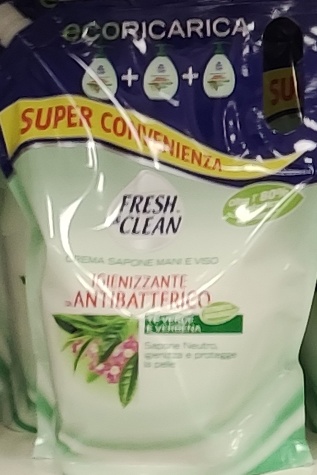 ecoRICARICA
+ +
SUPER CONVENIENZA
SU
FRESH
&CLEAN
CREMA SAPONE MANI E VISO
IGIENIZZANTE
ANTIBATTERICO
TÈ VERDE
E VERBENA
Sapone Neutro,
igienizza e protegge
la pelle